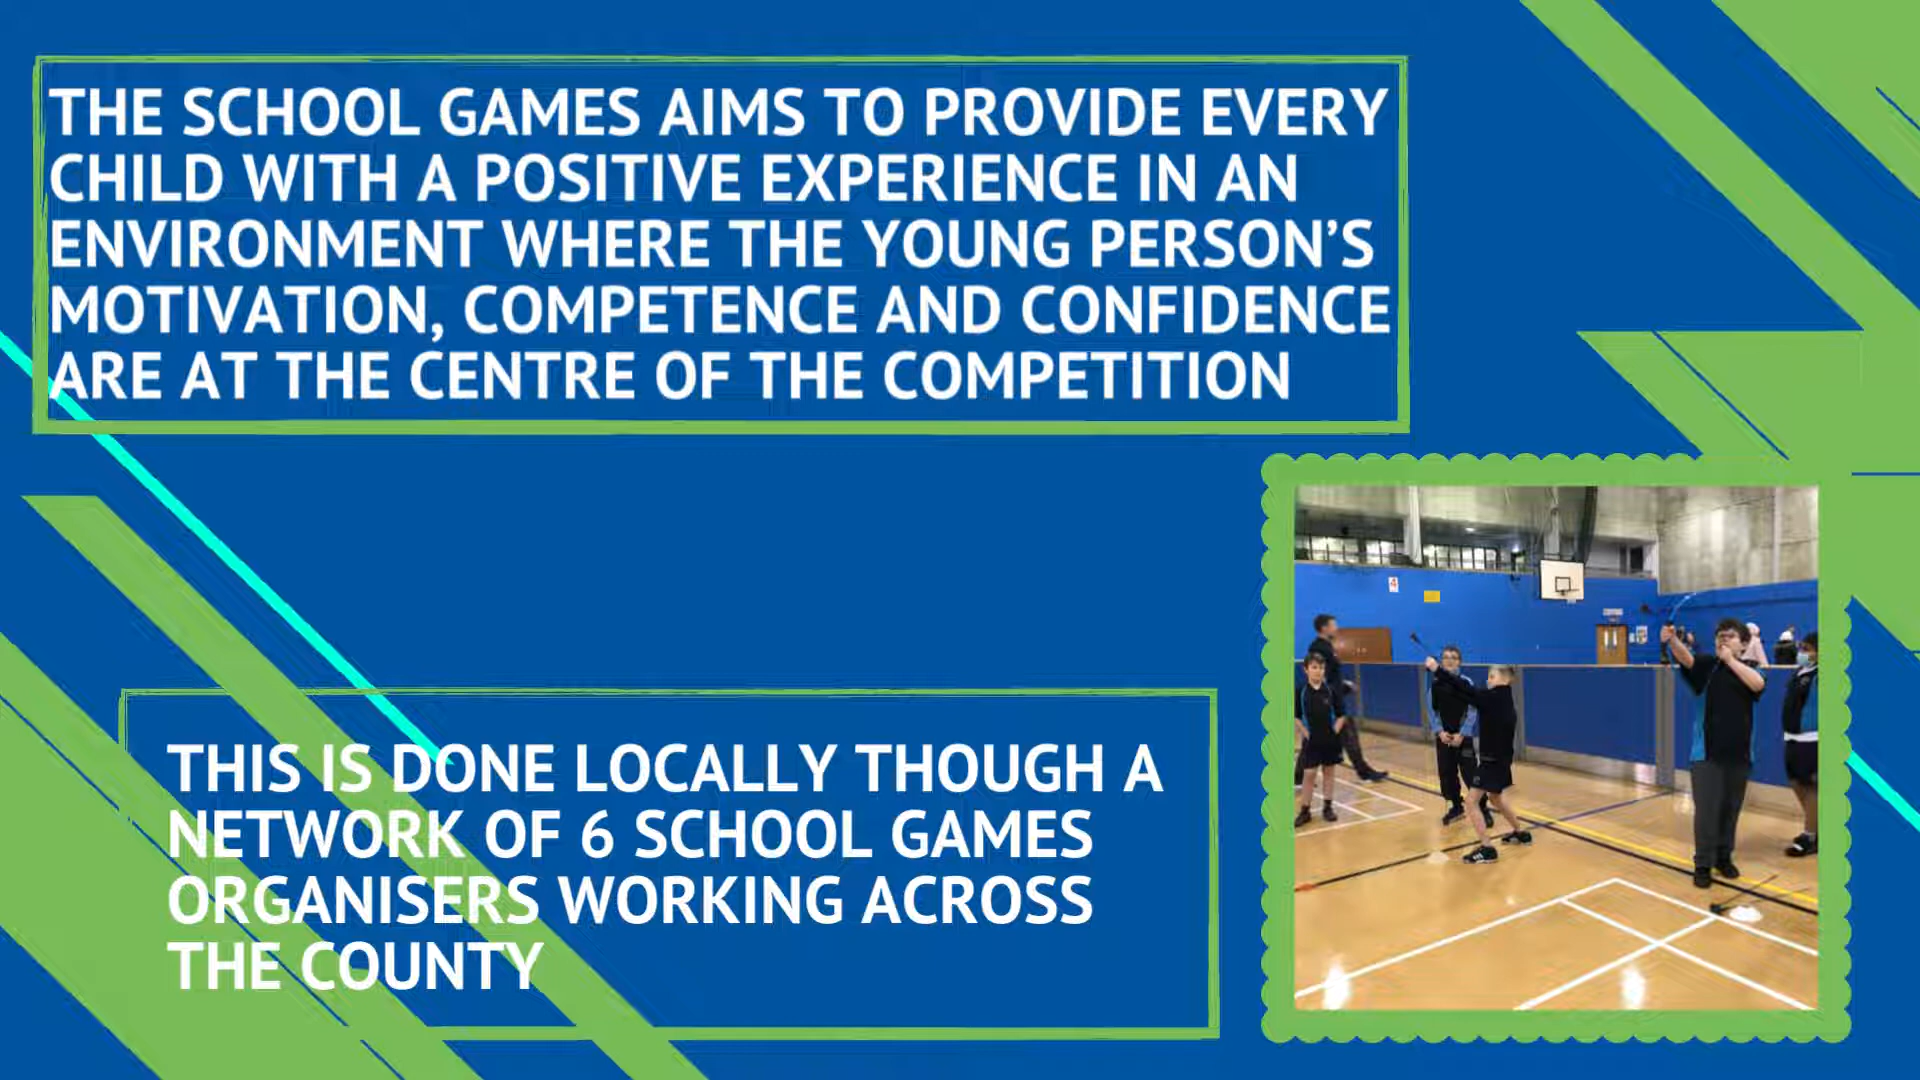 THE SCHOOL GAMES AIMS TO PROVIDE EVERY
CHILD WITH A POSITIVE EXPERIENCE IN AN
ENVIRONMENT WHERE THE YOUNG PERSON’S
MOTIVATION, COMPETENCE AND CONFIDENCE
ARE AT THE CENTRE OF THE COMPETITION
THIS IS DONE LOCALLY THOUGH A
NETWORK OF 6 SCHOOL GAMES
ORGANISERS WORKING ACROSS
THE COUNTY